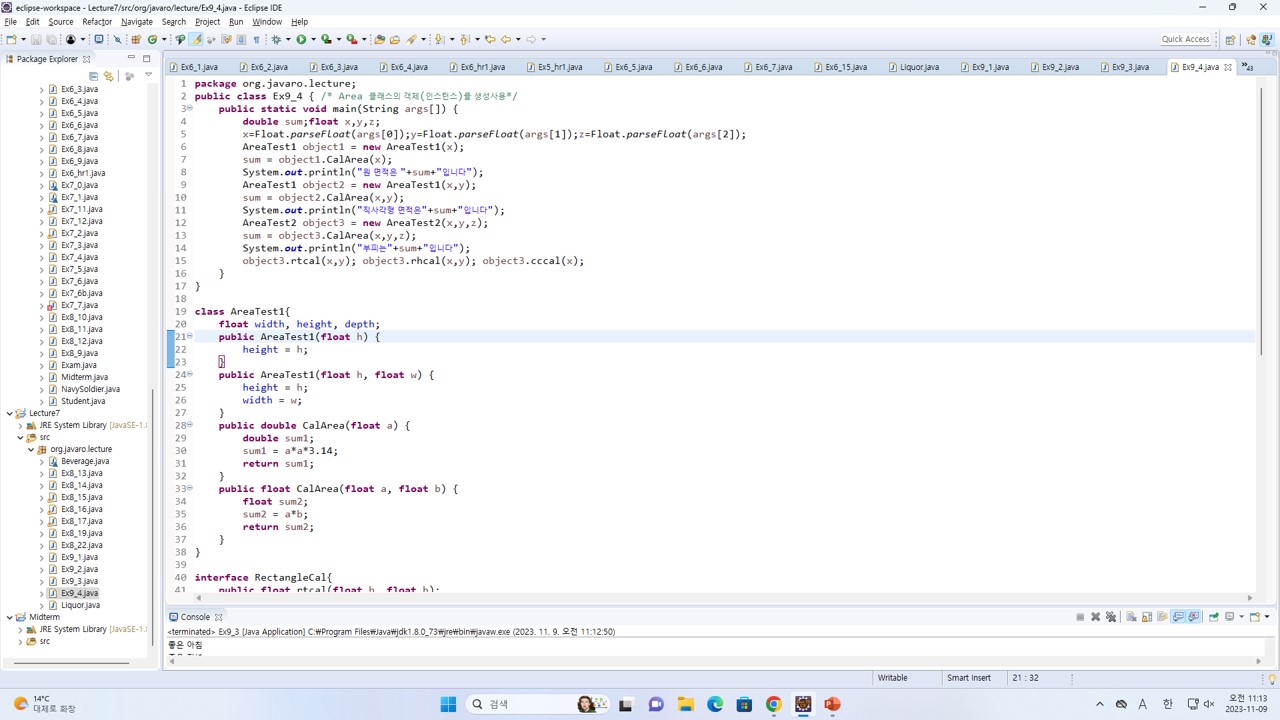 eclipse-workspace - Lecture7/src/org/javaro/lecture/Ex9_4.java - Eclipse IDE
File Edit Source Refactor Navigate Search Project Run Window Help
Quick Access
Package Explorer
Ex6_1.java Ex6_2.java Ex6_3.java Ex6_4.java Ex6_hr1.java Ex5_hr1.java Ex6_5.java Ex6_6.java Ex6_7.java Ex6_15.java Liquor.java Ex9_1.java Ex9_2.java Ex9_3.java Ex9_4.java »43
Ex6_3.java
Ex6_4.java
Ex6_5.java
Ex6_6.java
Ex6_7.java
Ex6_8.java
Ex6_9.java
Ex6_hr1.java
Ex7_0.java
Ex7_1.java
Ex7_11.java
Ex7_12.java
Ex7_2.java
Ex7_3.java
Ex7_4.java
Ex7_5.java
Ex7_6.java
Ex7_6b.java
Ex7_7.java
Ex8_10.java
Ex8_11.java
Ex8_12.java
Ex8_9.java
Exam.java
Midterm.java
NavySoldier.java
Student.java
Lecture7
JRE System Library [JavaSE-1.8
src
org.javaro.lecture
Beverage.java
Ex8_13.java
Ex8_14.java
Ex8_15.java
Ex8_16.java
Ex8_17.java
Ex8_19.java
Ex8_22.java
Ex9_1.java
Ex9_2.java
Ex9_3.java
Ex9_4.java
Liquor.java
Midterm
JRE System Library [JavaSE-1.8
src
1 package org.javaro.lecture;
2 public class Ex9_4 { /* Area 클래스의 객체(인스턴스)를 생성사용*/
3 public static void main(String args[]) {
4 double sum;float x,y,z;
5 x=Float.parseFloat(args[0]);y=Float.parseFloat(args[1]);z=Float.parseFloat(args[2]);
6 AreaTest1 object1 = new AreaTest1(x);
7 sum = object1.CalArea(x);
8 System.out.println("원 면적은 "+sum+"입니다");
9 AreaTest1 object2 = new AreaTest1(x,y);
10 sum = object2.CalArea(x,y);
11 System.out.println("직사각형 면적은"+sum+"입니다");
12 AreaTest2 object3 = new AreaTest2(x,y,z);
13 sum = object3.CalArea(x,y,z);
14 System.out.println("부피는"+sum+"입니다");
15 object3.rtcal(x,y); object3.rhcal(x,y); object3.cccal(x);
16 }
17 }
18
19 class AreaTest1{
20 float width, height, depth;
21 public AreaTest1(float h) {
22 height = h;
23 }
24 public AreaTest1(float h, float w) {
25 height = h;
26 width = w;
27 }
28 public double CalArea(float a) {
29 double sum1;
30 sum1 = a*a*3.14;
31 return sum1;
32 }
33 public float CalArea(float a, float b) {
34 float sum2;
35 sum2 = a*b;
36 return sum2;
37 }
38 }
39
40 interface RectangleCal{
41 public float rtcal(float h, float b);
Console
<terminated> Ex9_3 [Java Application] C:₩Program Files₩Java₩jdk1.8.0_73₩jre₩bin₩javaw.exe (2023. 11. 9. 오전 11:12:50)
좋은 아침
Writable Smart Insert 21 : 32
14°C
대체로 화창
검색
A 한
오전 11:13
2023-11-09